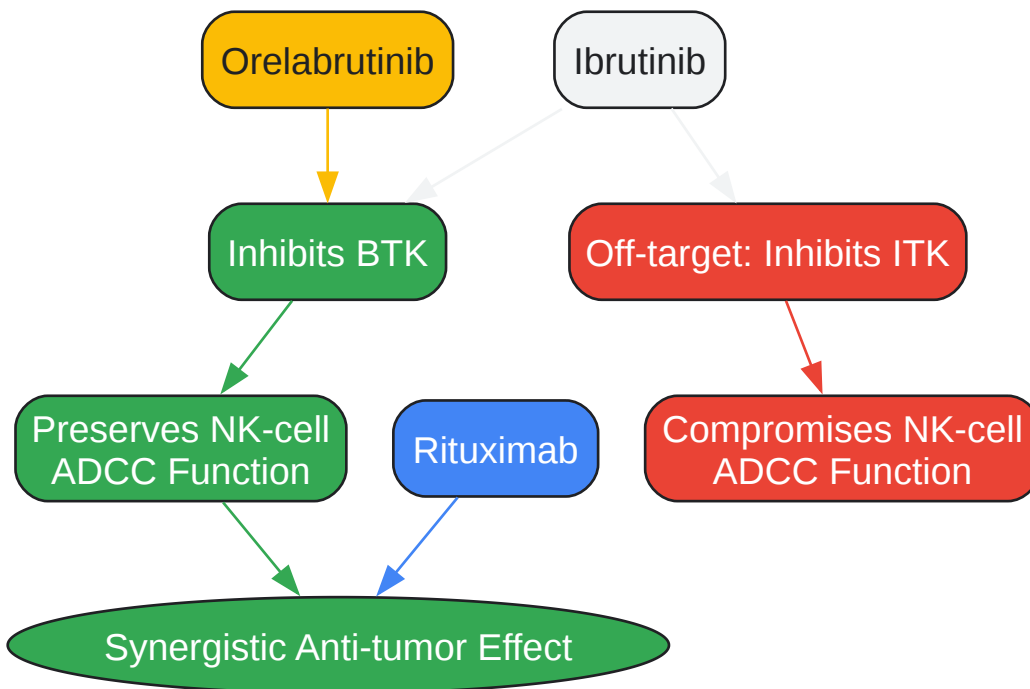 Orelabrutinib
Ibrutinib
Inhibits BTK
Off-target: Inhibits ITK
Preserves NK-cell
ADCC Function
Rituximab
Compromises NK-cell
ADCC Function
Synergistic Anti-tumor Effect